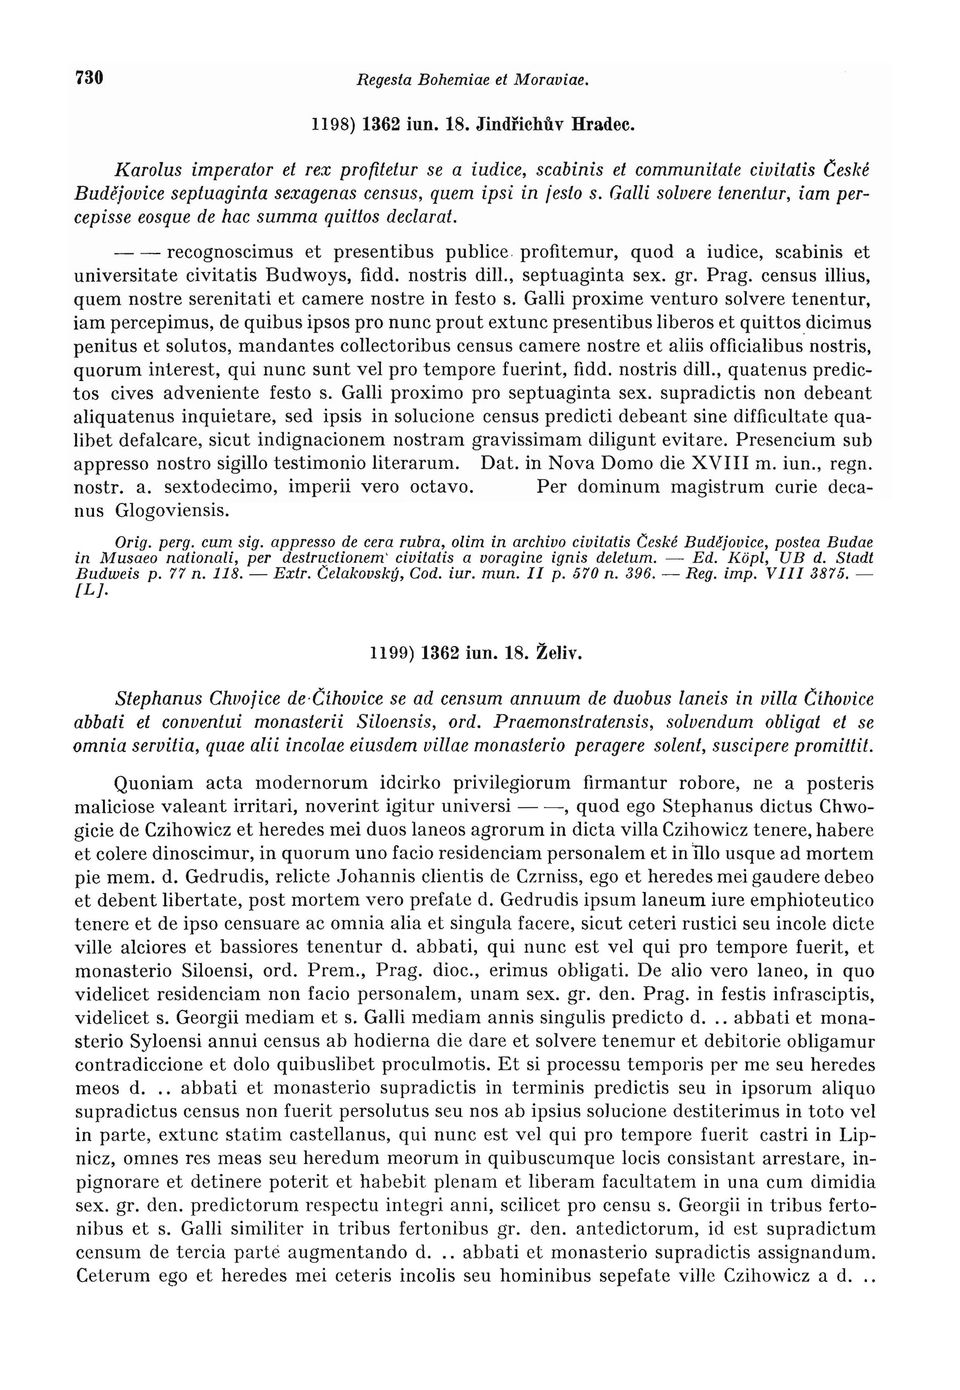 730 Regesta Bohemiae et Moraviae.
1198) 1362 iun. 18. Jindřichův Hradec.
Karolus imperator et rex profitetur se a iudice, scabinis et communitate civitatis České
Budějovice septuaginta sexagenas census, quem ipsi in festo s. Galli solvere tenentur, iam per-
cepisse eosque de hac summa quittos declarat.
— — recognoscimus et presentibus publice profitemur, quod a iudice, scabinis et
universitate civitatis Budwoys, fidd. nostris dill., septuaginta sex. gr. Prag. census illius,
quem nostre serenitati et camere nostre in festo s. Galli proxime venturo solvere tenentur,
iam percepimus, de quibus ipsos pro nunc prout extunc presentibus liberos et quittos dicimus
penitus et solutos, mandantes collectoribus census camere nostre et aliis officialibus nostris,
quorum interest, qui nunc sunt vel pro tempore fuerint, fidd. nostris dill., quatenus predic-
tos cives adveniente festo s. Galli proximo pro septuaginta sex. supradictis non debeant
aliquatenus inquietare, sed ipsis in solucione census predicti debeant sine difficultate qua-
libet defalcare, sicut indignacionem nostram gravissimam diligunt evitare. Presencium sub
appresso nostro sigillo testimonio literarum. Dat. in Nova Domo die XVIII m. iun., regn.
nostr. a. sextodecimo, imperii vero octavo. Per dominum magistrum curie deca-
nus Glogoviensis.
Orig. perg. cum sig. appresso de cera rubra, olim in archivo civitatis České Budějovice, postea Budae
in Musaeo nationali, per destructionem civitatis a voragine ignis deletum. — Ed. Köpl, UB d. Stadt
Budweis p. 77 n. 118. — Extr. Čelakovský, Cod. iur. mun. II p. 570 n. 396. — Reg. imp. VIII 3875. —
[L].
1199) 1362 iun. 18. Želiv.
Stephanus Chvojice de Číhovice se ad censum annuum de duobus laneis in villa Číhovice
abbati et conventui monasterii Siloensis, ord. Praemonstratensis, solvendum obligat et se
omnia servitia, quae alii incolae eiusdem villae monasterio peragere solent, suscipere promittit.
Quoniam acta modernorum idcirko privilegiorum firmantur robore, ne a posteris
maliciose valeant irritari, noverint igitur universi — —, quod ego Stephanus dictus Chwo-
gicie de Czihowicz et heredes mei duos laneos agrorum in dicta villa Czihowicz tenere, habere
et colere dinoscimur, in quorum uno facio residenciam personalem et in illo usque ad mortem
pie mem. d. Gedrudis, relicte Johannis clientis de Czrniss, ego et heredes mei gaudere debeo
et debent libertate, post mortem vero prefate d. Gedrudis ipsum laneum iure emphioteutico
tenere et de ipso censuare ac omnia alia et singula facere, sicut ceteri rustici seu incole dicte
ville alciores et bassiores tenentur d. abbati, qui nunc est vel qui pro tempore fuerit, et
monasterio Siloensi, ord. Prem., Prag. dioc., erimus obligati. De alio vero laneo, in quo
videlicet residenciam non facio personalem, unam sex. gr. den. Prag. in festis infrasciptis,
videlicet s. Georgii mediam et s. Galli mediam annis singulis predicto d. .. abbati et mona-
sterio Syloensi annui census ab hodierna die dare et solvere tenemur et debitorie obligamur
contradiccione et dolo quibuslibet proculmotis. Et si processu temporis per me seu heredes
meos d. .. abbati et monasterio supradictis in terminis predictis seu in ipsorum aliquo
supradictus census non fuerit persolutus seu nos ab ipsius solucione destiterimus in toto vel
in parte, extunc statim castellanus, qui nunc est vel qui pro tempore fuerit castri in Lip-
nicz, omnes res meas seu heredum meorum in quibuscumque locis consistant arrestare, in-
pignorare et detinere poterit et habebit plenam et liberam facultatem in una cum dimidia
sex. gr. den. predictorum respectu integri anni, scilicet pro censu s. Georgii in tribus ferto-
nibus et s. Galli similiter in tribus fertonibus gr. den. antedictorum, id est supradictum
censum de tercia parte augmentando d. .. abbati et monasterio supradictis assignandum.
Ceterum ego et heredes mei ceteris incolis seu hominibus sepefate ville Czihowicz a d. ..